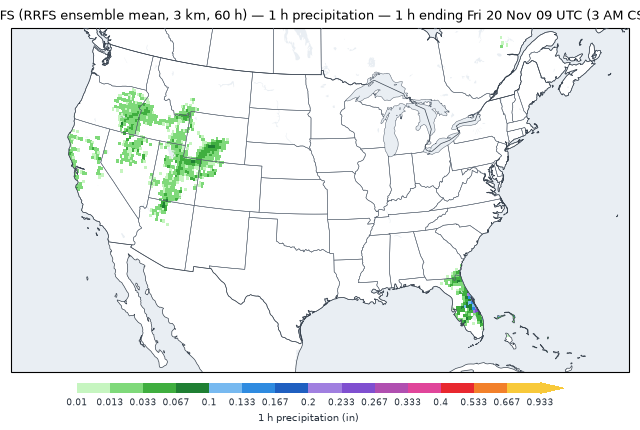 FS (RRFS ensemble mean, 3 km, 60 h) — 1 h precipitation — 1 h ending Fri 20 Nov 09 UTC (3 AM CS
0.01 0.013 0.033 0.067 0.1 0.133 0.167 0.2 0.233 0.267 0.333 0.4 0.533 0.667 0.933
1 h precipitation (in)